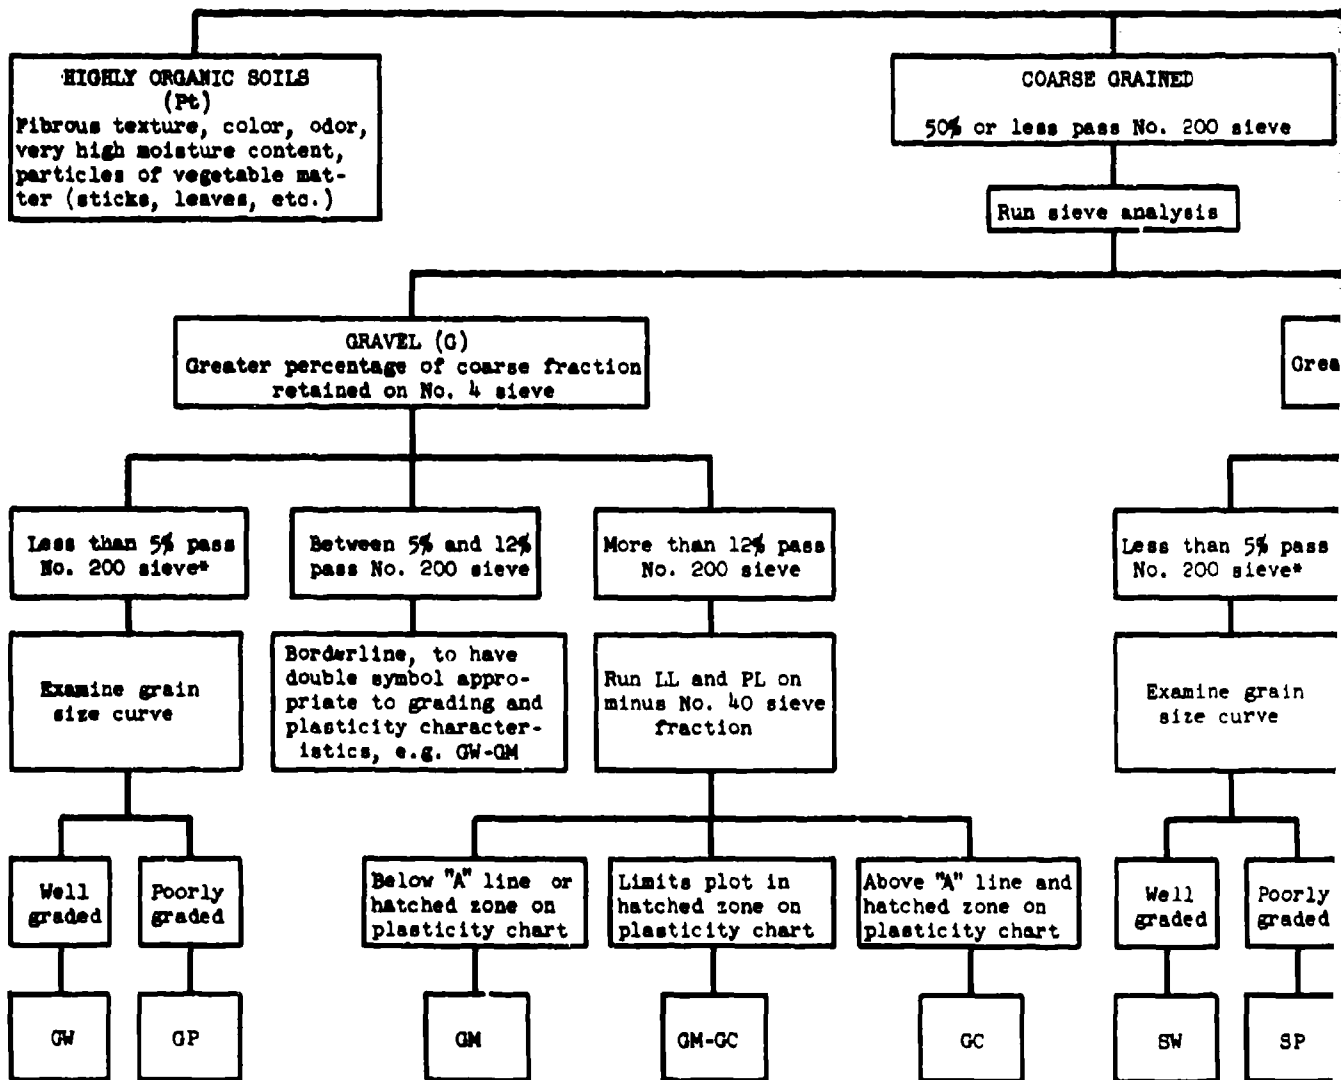 HIGHLY ORGANIC SOILS
(Pt)
Fibrous texture, color, odor,
very high moisture content,
particles of vegetable mat-
ter (sticks, leaves, etc.)
COARSE GRAINED
50% or less pass No. 200 sieve
Run sieve analysis
GRAVEL (G)
Greater percentage of coarse fraction
retained on No. 4 sieve
Grea
Less than 5% pass
No. 200 sieve*
Between 5% and 12%
pass No. 200 sieve
More than 12% pass
No. 200 sieve
Less than 5% pass
No. 200 sieve*
Examine grain
size curve
Borderline, to have
double symbol appro-
priate to grading and
plasticity character-
istics, e.g. GW-GM
Run LL and PL on
minus No. 40 sieve
fraction
Examine grain
size curve
Well
graded
Poorly
graded
Below "A" line or
hatched zone on
plasticity chart
Limits plot in
hatched zone on
plasticity chart
Above "A" line and
hatched zone on
plasticity chart
Well
graded
Poorly
graded
GW
GP
GM
GM-GC
GC
SW
SP